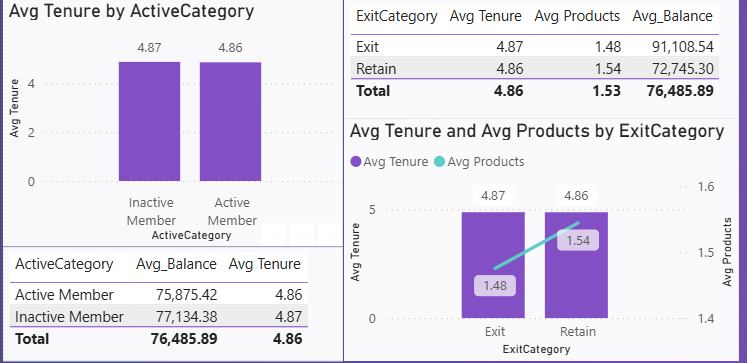 Avg Tenure by ActiveCategory
4.87 4.86
4
2
0
Avg Tenure
Inactive Member
Active Member
ActiveCategory
ActiveCategory Avg_Balance Avg Tenure
Active Member 75,875.42 4.86
Inactive Member 77,134.38 4.87
Total 76,485.89 4.86
ExitCategory Avg Tenure Avg Products Avg_Balance
Exit 4.87 1.48 91,108.54
Retain 4.86 1.54 72,745.30
Total 4.86 1.53 76,485.89
Avg Tenure and Avg Products by ExitCategory
Avg Tenure Avg Products
4.87 4.86
5
0
Avg Tenure
1.48
1.54
1.6
1.5
1.4
Avg Products
Exit Retain
ExitCategory